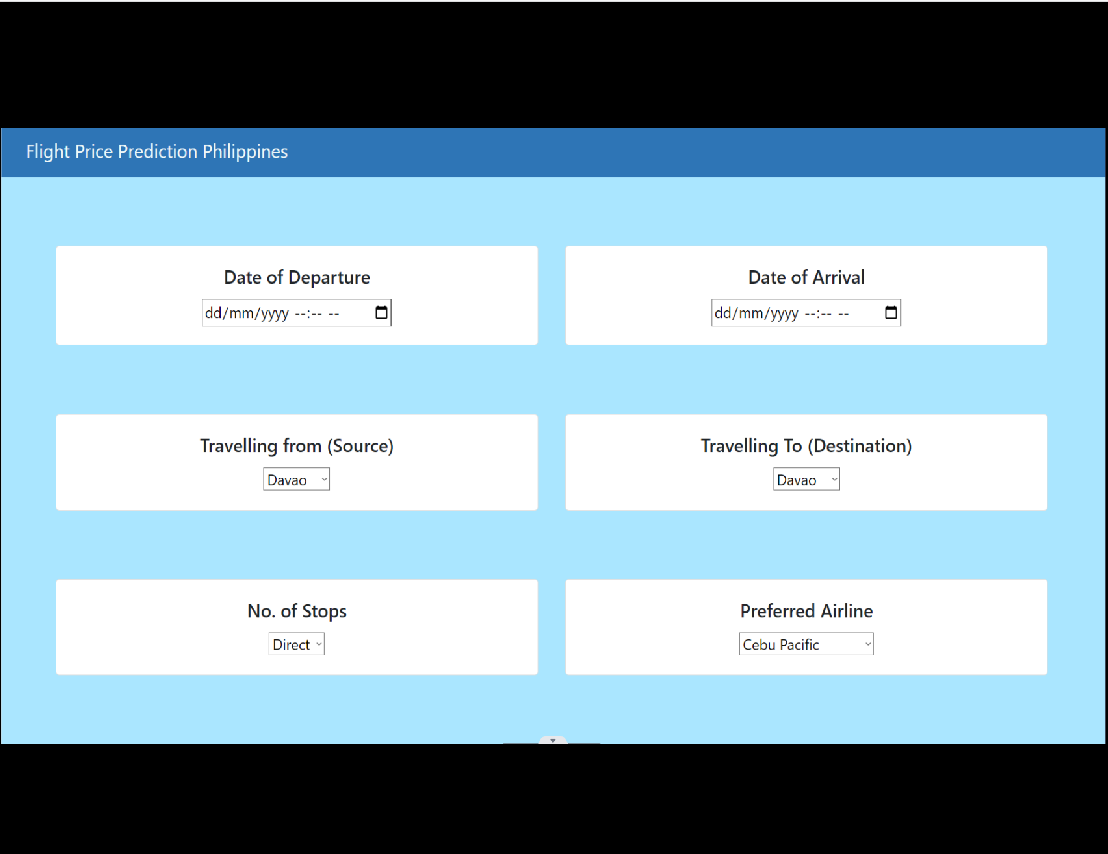 Flight Price Prediction Philippines
Date of Departure
Date of Arrival
dd/mm/yyyy --:-- --
dd/mm/yyyy --:-- --
Travelling from (Source)
Travelling To (Destination)
Davao
Davao
No. of Stops
Preferred Airline
Direct
Cebu Pacific